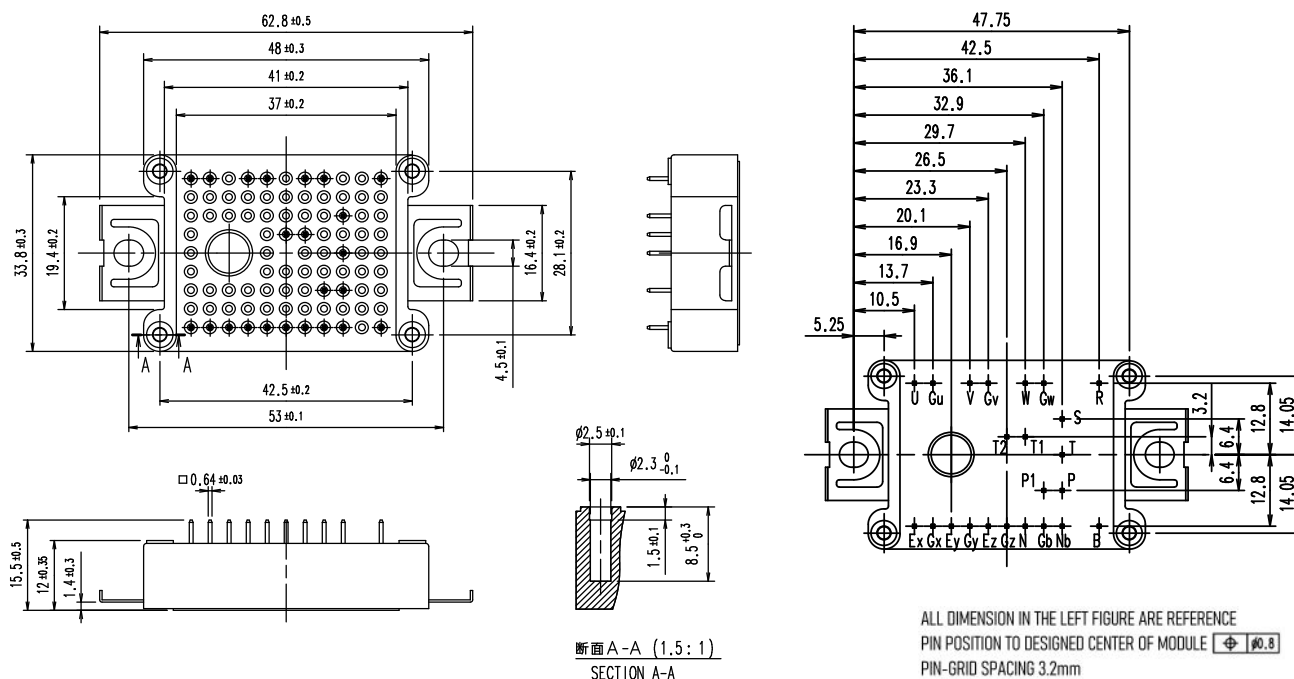 62.8 ±0.5
48 ±0.3
41 ±0.2
37 ±0.2
33.8 ±0.3
19.4 ±0.2
16.4 ±0.2
28.1 ±0.2
4.5 ±0.1
A A
42.5 ±0.2
53 ±0.1
□0.64 ±0.03
15.5 ±0.5
12 ±0.35
1.4 ±0.3
ϕ2.5 ±0.1
ϕ2.3 0 -0.1
1.5 ±0.1
8.5 +0.3 0
断面A-A (1.5:1)
SECTION A-A
47.75
42.5
36.1
32.9
29.7
26.5
23.3
20.1
16.9
13.7
10.5
5.25
U Gu V Gv W Gw R
S
T2 T1 T
P1 P
Ex Gx Ey Gy Ez Gz N Gb Nb B
3.2
6.4
12.8
14.05
6.4
12.8
14.05
ALL DIMENSION IN THE LEFT FIGURE ARE REFERENCE
PIN POSITION TO DESIGNED CENTER OF MODULE ⌖ ϕ0.8
PIN-GRID SPACING 3.2mm